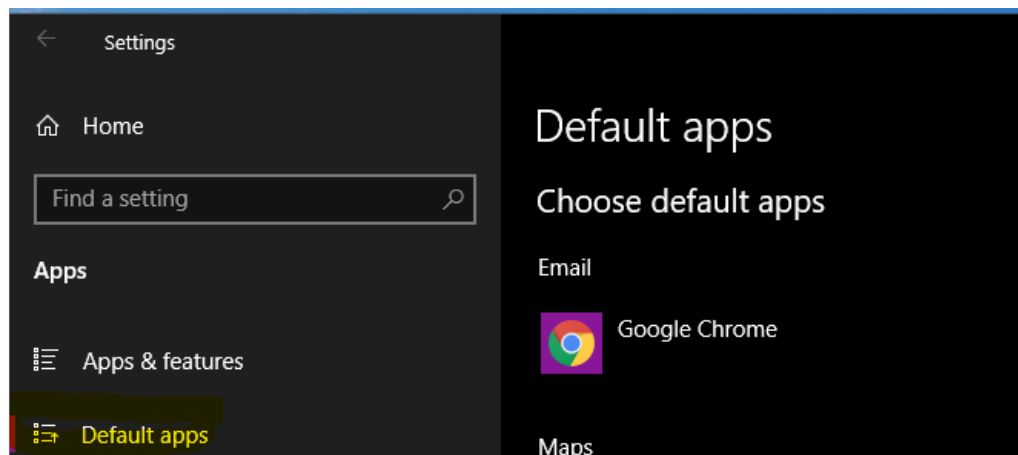 Settings
Home
Find a setting
Apps
Apps & features
Default apps
Default apps
Choose default apps
Email
Google Chrome
Maps